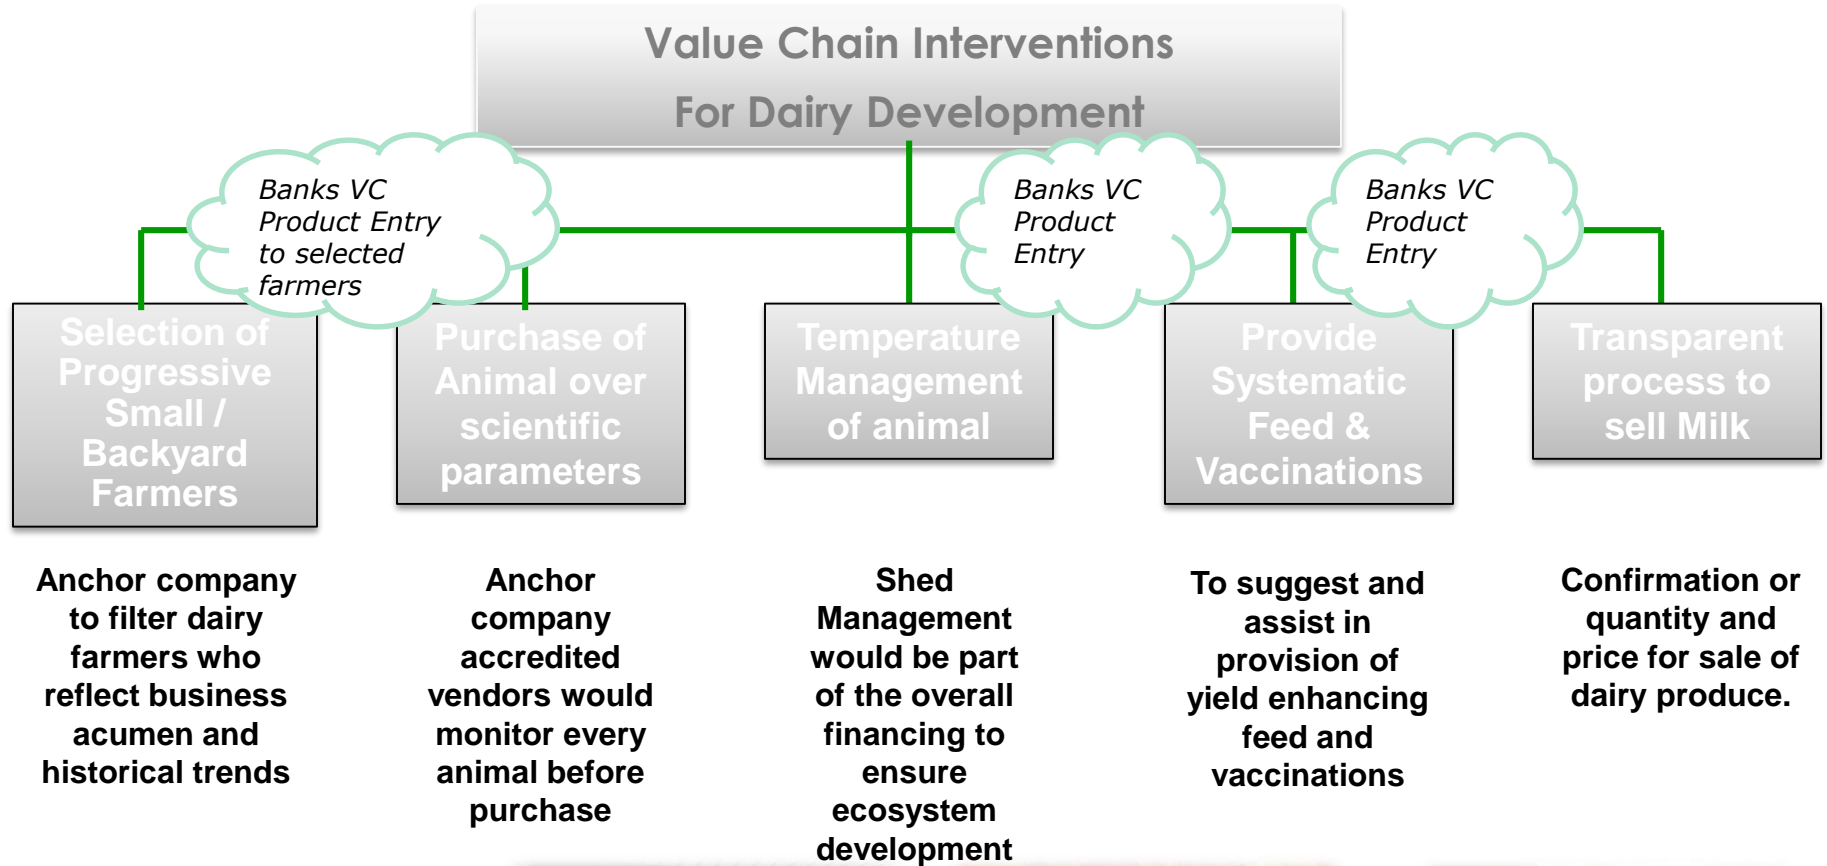 Value Chain Interventions
For Dairy Development
Banks VC
Product Entry
to selected
farmers
Banks VC
Product
Entry
Banks VC
Product
Entry
Selection of
Progressive
Small /
Backyard
Farmers
Purchase of
Animal over
scientific
parameters
Temperature
Management
of animal
Provide
Systematic
Feed &
Vaccinations
Transparent
process to
sell Milk
Anchor company
to filter dairy
farmers who
reflect business
acumen and
historical trends
Anchor
company
accredited
vendors would
monitor every
animal before
purchase
Shed
Management
would be part
of the overall
financing to
ensure
ecosystem
development
To suggest and
assist in
provision of
yield enhancing
feed and
vaccinations
Confirmation or
quantity and
price for sale of
dairy produce.